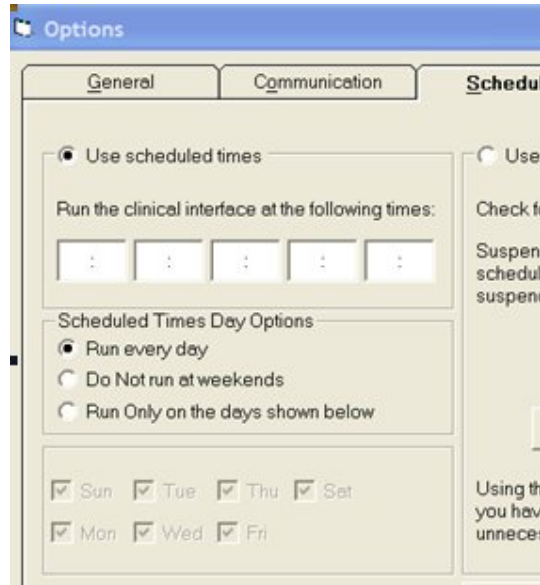 Options
General
Communication
Schedul
Use scheduled times
Run the clinical interface at the following times:
: : : : :
Scheduled Times Day Options
Run every day
Do Not run at weekends
Run Only on the days shown below
Sun Tue Thu Sat
Mon Wed Fri
Use
Check f
Suspen
schedul
suspen
Using th
you hav
unneces